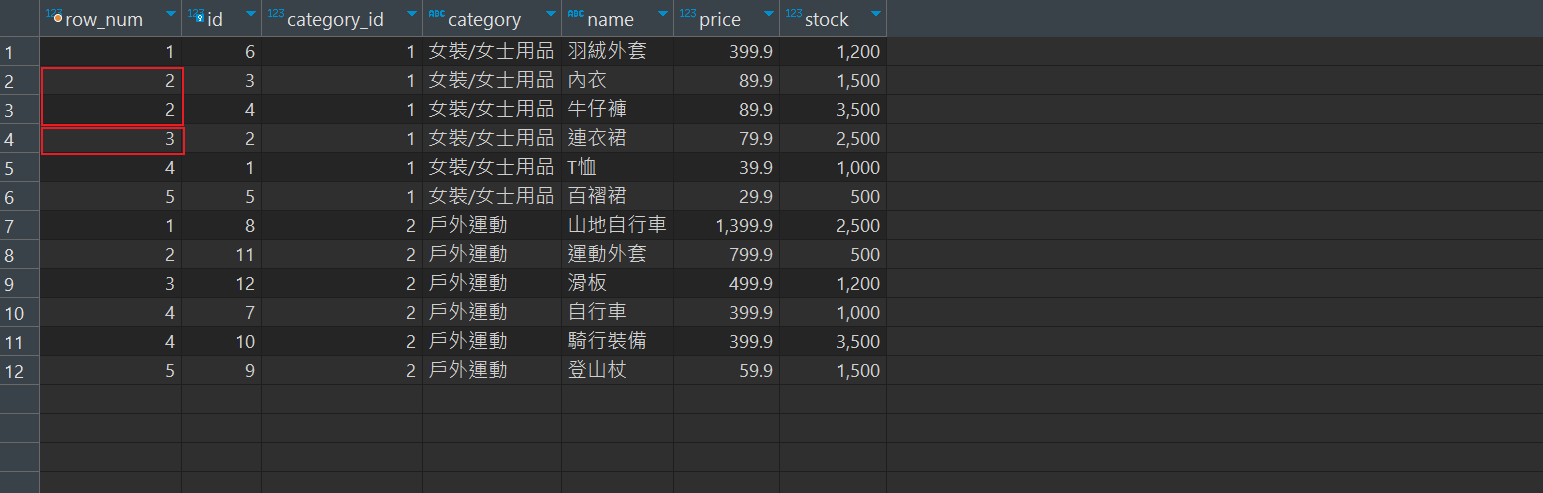 123 row_num 123 id 123 category_id ABC category ABC name 123 price 123 stock
1 1 6 1 女裝/女士用品 羽絨外套 399.9 1,200
2 2 3 1 女裝/女士用品 內衣 89.9 1,500
3 2 4 1 女裝/女士用品 牛仔褲 89.9 3,500
4 3 2 1 女裝/女士用品 連衣裙 79.9 2,500
5 4 1 1 女裝/女士用品 T恤 39.9 1,000
6 5 5 1 女裝/女士用品 百褶裙 29.9 500
7 1 8 2 戶外運動 山地自行車 1,399.9 2,500
8 2 11 2 戶外運動 運動外套 799.9 500
9 3 12 2 戶外運動 滑板 499.9 1,200
10 4 7 2 戶外運動 自行車 399.9 1,000
11 4 10 2 戶外運動 騎行裝備 399.9 3,500
12 5 9 2 戶外運動 登山杖 59.9 1,500